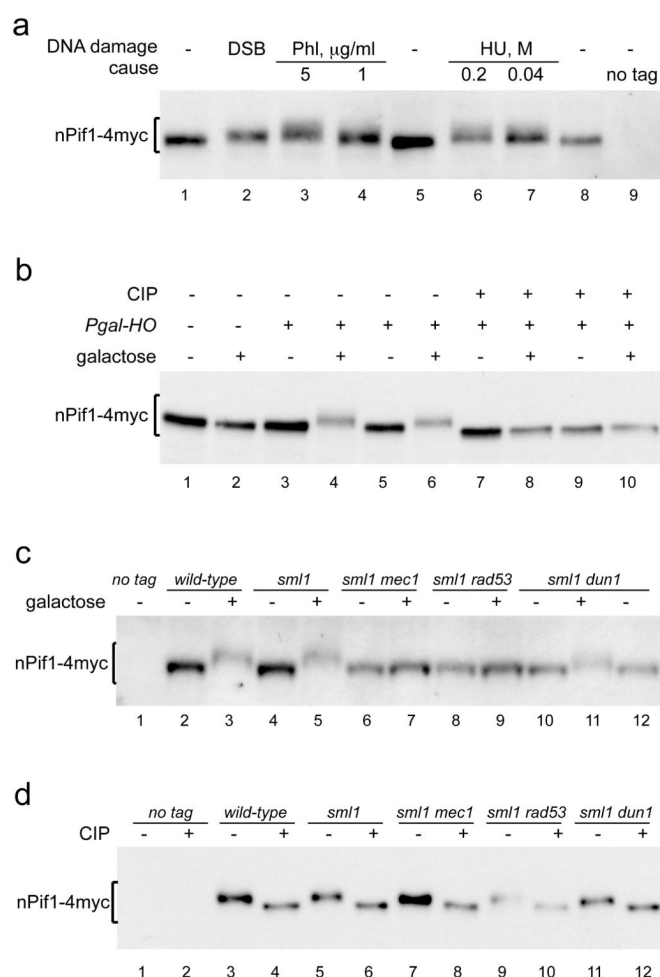 a
DNA damage cause - DSB Phl, μg/ml - HU, M - -
5 1 0.2 0.04 no tag
nPif1-4myc
1 2 3 4 5 6 7 8 9
b
CIP - - - - - - + + + +
Pgal-HO - - + + + + + + + +
galactose - + - + - + - + - +
nPif1-4myc
1 2 3 4 5 6 7 8 9 10
c
no tag wild-type sml1 sml1 mec1 sml1 rad53 sml1 dun1
galactose - - + - + - + - + - + -
nPif1-4myc
1 2 3 4 5 6 7 8 9 10 11 12
d
no tag wild-type sml1 sml1 mec1 sml1 rad53 sml1 dun1
CIP - + - + - + - + - + - +
nPif1-4myc
1 2 3 4 5 6 7 8 9 10 11 12